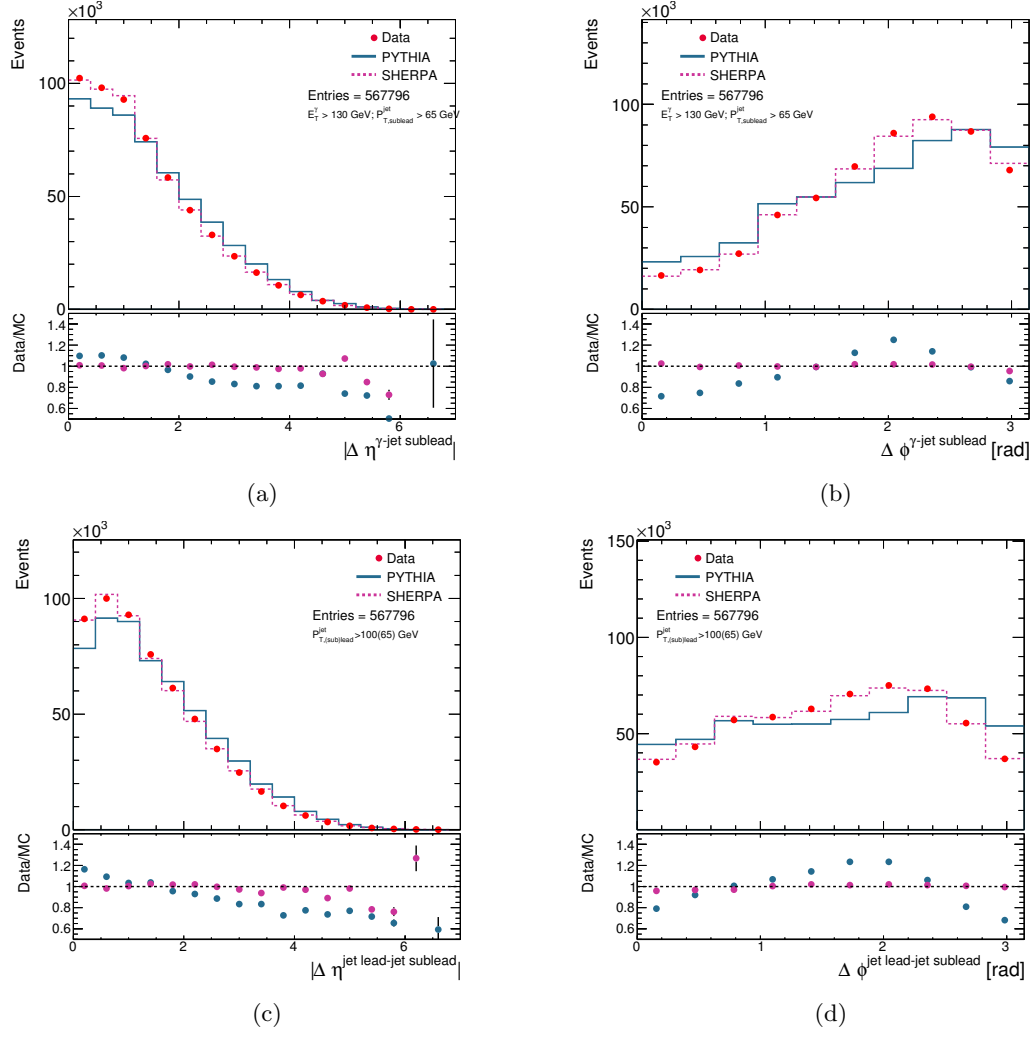 ×10³
Events
Data
PYTHIA
SHERPA
Entries = 567796
E_T^γ > 130 GeV; P_{T,sublead}^{jet} > 65 GeV
100
50
0
Data/MC
1.4
1.2
1
0.8
0.6
0 2 4 6
|Δ η^{γ-jet sublead}|
(a)
×10³
Events
Data
PYTHIA
SHERPA
Entries = 567796
E_T^γ > 130 GeV; P_{T,sublead}^{jet} > 65 GeV
100
50
0
Data/MC
1.4
1.2
1
0.8
0.6
0 1 2 3
Δ ϕ^{γ-jet sublead} [rad]
(b)
×10³
Events
Data
PYTHIA
SHERPA
Entries = 567796
P_{T,(sub)lead}^{jet}>100(65) GeV
100
50
0
Data/MC
1.4
1.2
1
0.8
0.6
0 2 4 6
|Δ η^{jet lead-jet sublead}|
(c)
×10³
150
Events
Data
PYTHIA
SHERPA
Entries = 567796
P_{T,(sub)lead}^{jet}>100(65) GeV
100
50
0
Data/MC
1.4
1.2
1
0.8
0.6
0 1 2 3
Δ ϕ^{jet lead-jet sublead} [rad]
(d)